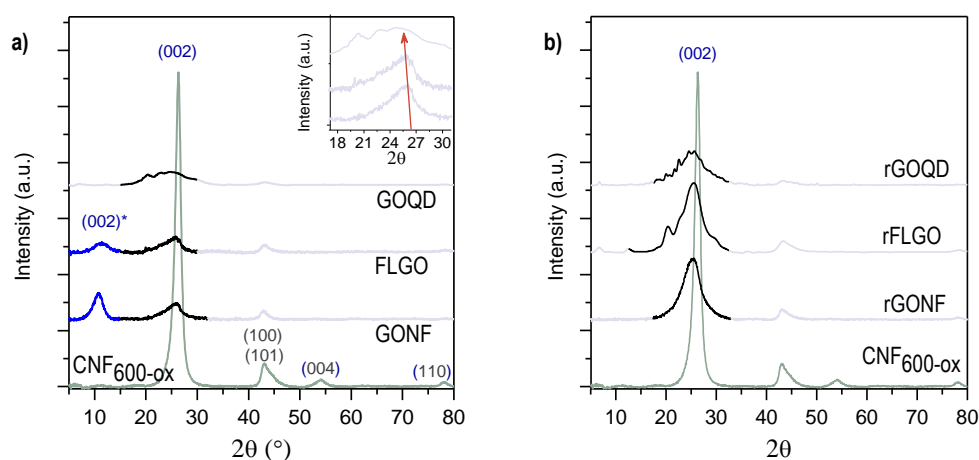 a)
Intensity (a.u.)
(002)
Intensity (a.u.)
18 21 24 27 30
2θ
GOQD
(002)*
FLGO
GONF
(100)
(101)
CNF600-ox
(004)
(110)
10 20 30 40 50 60 70 80
2θ (°)
b)
Intensity (a.u.)
(002)
rGOQD
rFLGO
rGONF
CNF600-ox
10 20 30 40 50 60 70 80
2θ